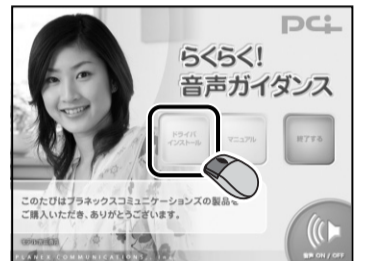 PCi
らくらく!
音声ガイダンス
ドライバ
インストール
マニュアル
終了する
このたびはプラネックスコミュニケーションズの製品
ご購入いただき、ありがとうございます。
音声 ON / OFF
PLANEX COMMUNICATIONS